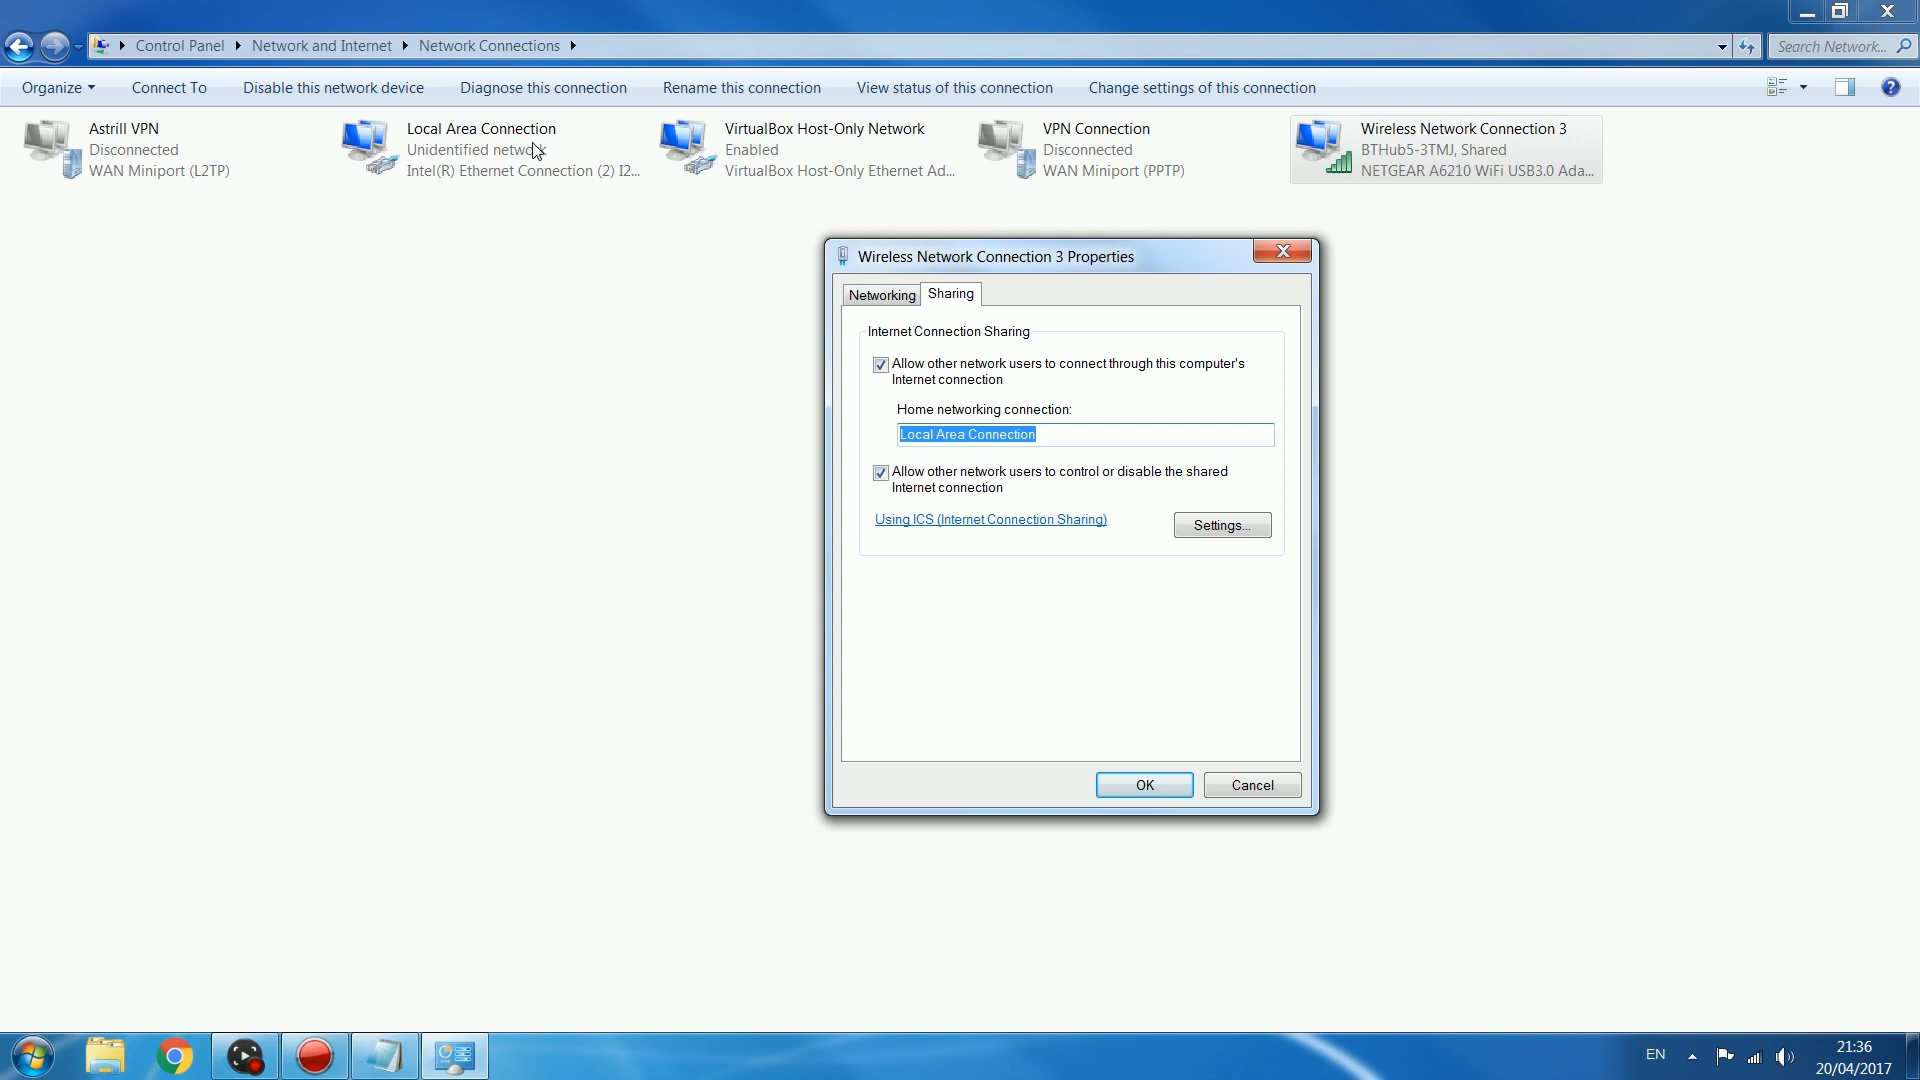 Control Panel
Network and Internet
Network Connections
Search Network...
Organize
Connect To
Disable this network device
Diagnose this connection
Rename this connection
View status of this connection
Change settings of this connection
Astrill VPN
Disconnected
WAN Miniport (L2TP)
Local Area Connection
Unidentified network
Intel(R) Ethernet Connection (2) I2...
VirtualBox Host-Only Network
Enabled
VirtualBox Host-Only Ethernet Ad...
VPN Connection
Disconnected
WAN Miniport (PPTP)
Wireless Network Connection 3
BTHub5-3TMJ, Shared
NETGEAR A6210 WiFi USB3.0 Ada...
Wireless Network Connection 3 Properties
Networking
Sharing
Internet Connection Sharing
Allow other network users to connect through this computer's
Internet connection
Home networking connection:
Local Area Connection
Allow other network users to control or disable the shared
Internet connection
Using ICS (Internet Connection Sharing)
Settings...
OK
Cancel
EN
21:36
20/04/2017